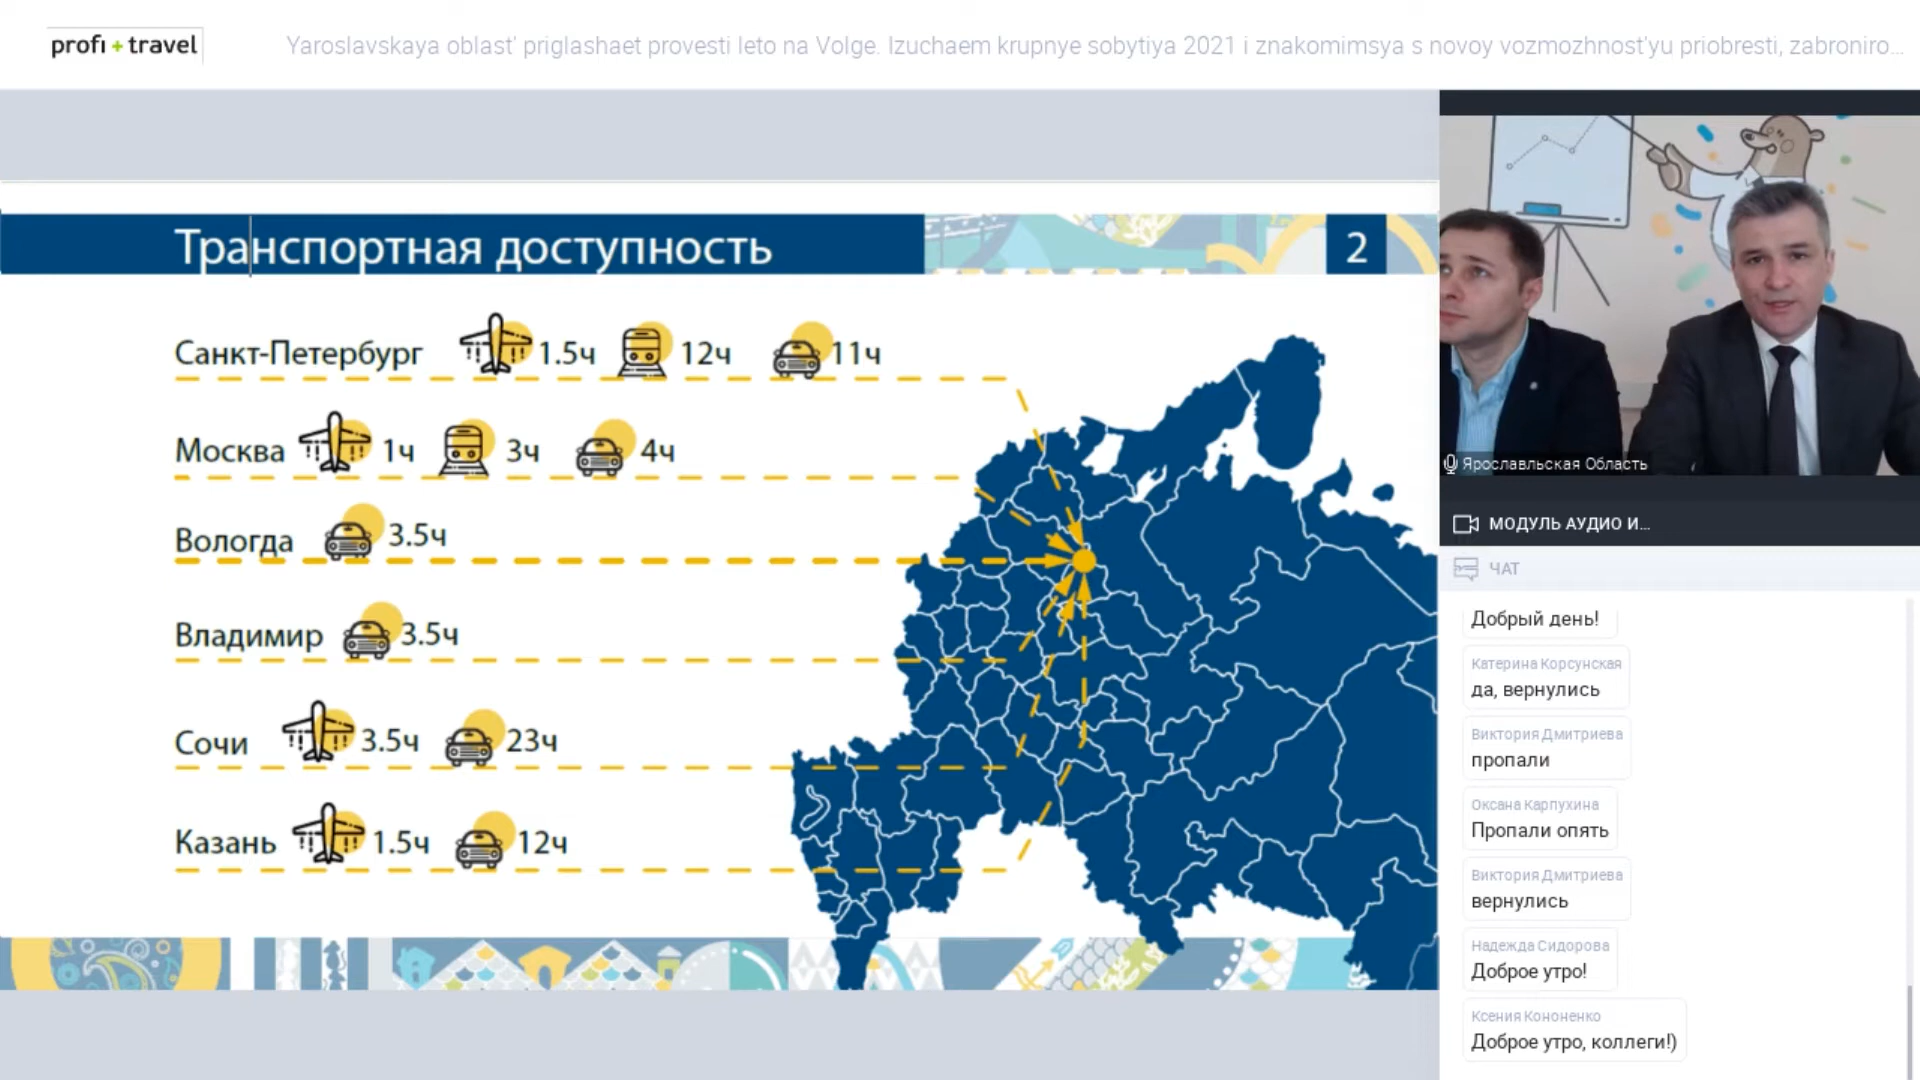 profi + travel
Yaroslavskaya oblast' priglashaet provesti leto na Volge. Izuchaem krupnye sobytiya 2021 i znakomimsya s novoy vozmozhnost'yu priobresti, zabroniro...
Транспортная доступность
2
Санкт-Петербург 1.5ч 12ч 11ч
Москва 1ч 3ч 4ч
Вологда 3.5ч
Владимир 3.5ч
Сочи 3.5ч 23ч
Казань 1.5ч 12ч
Ярославльская Область
МОДУЛЬ АУДИО И...
ЧАТ
Добрый день!
Катерина Корсунская
да, вернулись
Виктория Дмитриева
пропали
Оксана Карпухина
Пропали опять
Виктория Дмитриева
вернулись
Надежда Сидорова
Доброе утро!
Ксения Кононенко
Доброе утро, коллеги!)